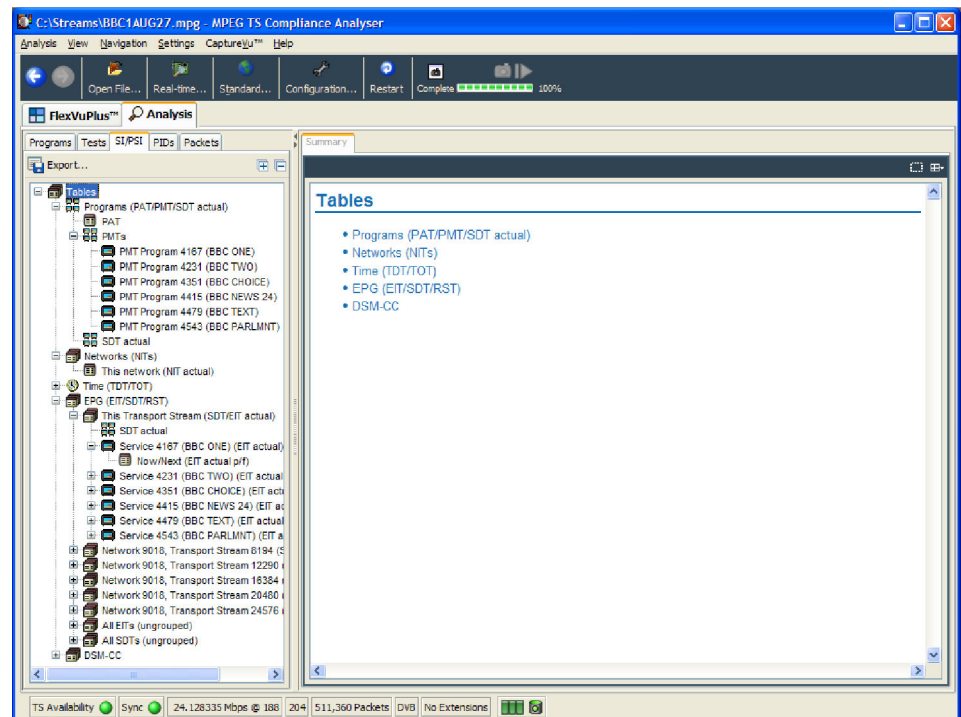 C:\Streams\BBC1AUG27.mpg - MPEG TS Compliance Analyser
Analysis View Navigation Settings CaptureVu™ Help
Open File... Real-time... Standard... Configuration... Restart Complete 100%
FlexVuPlus™ Analysis
Programs Tests SI/PSI PIDs Packets
Summary
Export...
Tables
Programs (PAT/PMT/SDT actual)
PAT
PMTs
PMT Program 4167 (BBC ONE)
PMT Program 4231 (BBC TWO)
PMT Program 4351 (BBC CHOICE)
PMT Program 4415 (BBC NEWS 24)
PMT Program 4479 (BBC TEXT)
PMT Program 4543 (BBC PARLMNT)
SDT actual
Networks (NITs)
This network (NIT actual)
Time (TDT/TOT)
EPG (EIT/SDT/RST)
This Transport Stream (SDT/EIT actual)
SDT actual
Service 4167 (BBC ONE) (EIT actual)
Now/Next (EIT actual p/f)
Service 4231 (BBC TWO) (EIT actual
Service 4351 (BBC CHOICE) (EIT actu
Service 4415 (BBC NEWS 24) (EIT ac
Service 4479 (BBC TEXT) (EIT actual
Service 4543 (BBC PARLMNT) (EIT a
Network 9018, Transport Stream 8194 (S
Network 9018, Transport Stream 12290
Network 9018, Transport Stream 16384
Network 9018, Transport Stream 20480
Network 9018, Transport Stream 24576
All EITs (ungrouped)
All SDTs (ungrouped)
DSM-CC
Tables
• Programs (PAT/PMT/SDT actual)
• Networks (NITs)
• Time (TDT/TOT)
• EPG (EIT/SDT/RST)
• DSM-CC
TS Availability Sync 24.128335 Mbps @ 188 204 511,360 Packets DVB No Extensions